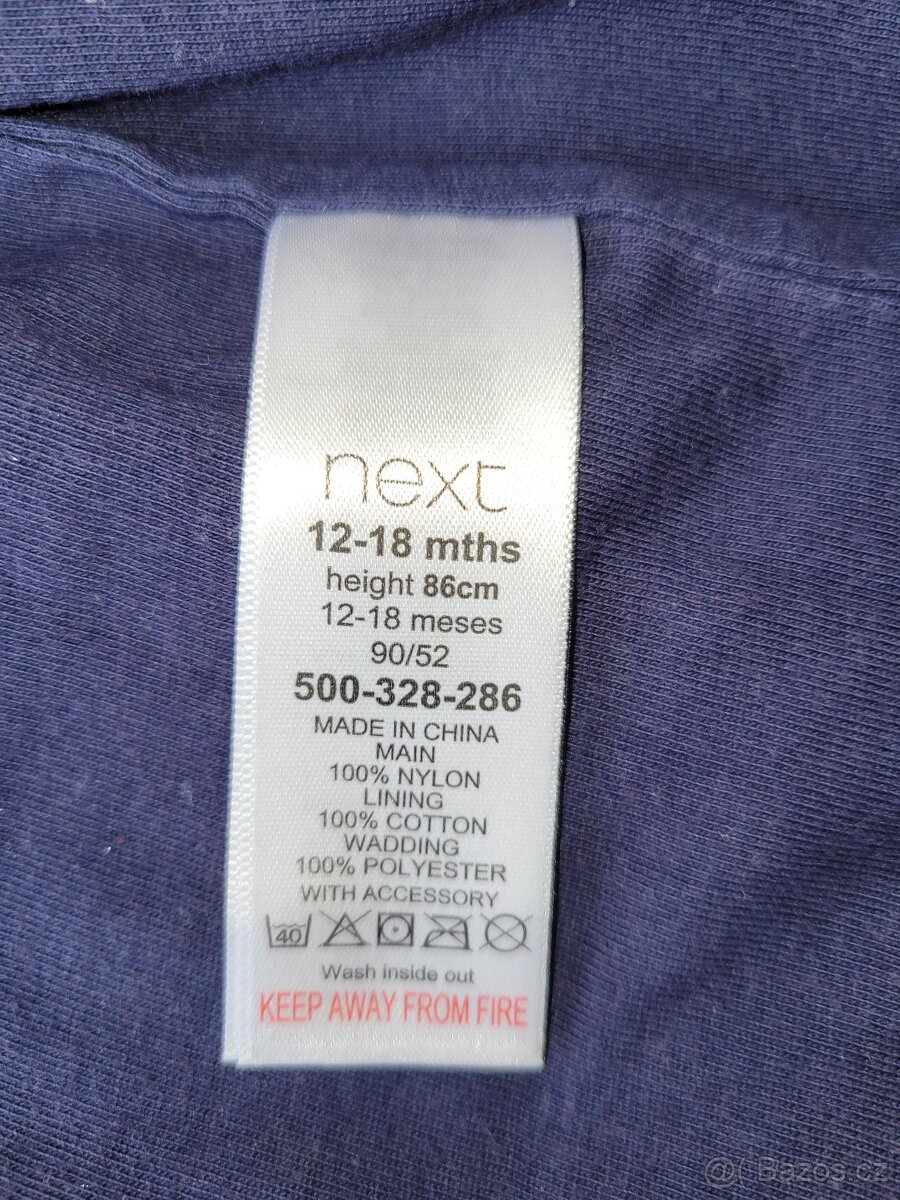 next
12-18 mths
height 86cm
12-18 meses
90/52
500-328-286
MADE IN CHINA
MAIN
100% NYLON
LINING
100% COTTON
WADDING
100% POLYESTER
WITH ACCESSORY
40
Wash inside out
KEEP AWAY FROM FIRE
@( Bazos.cz